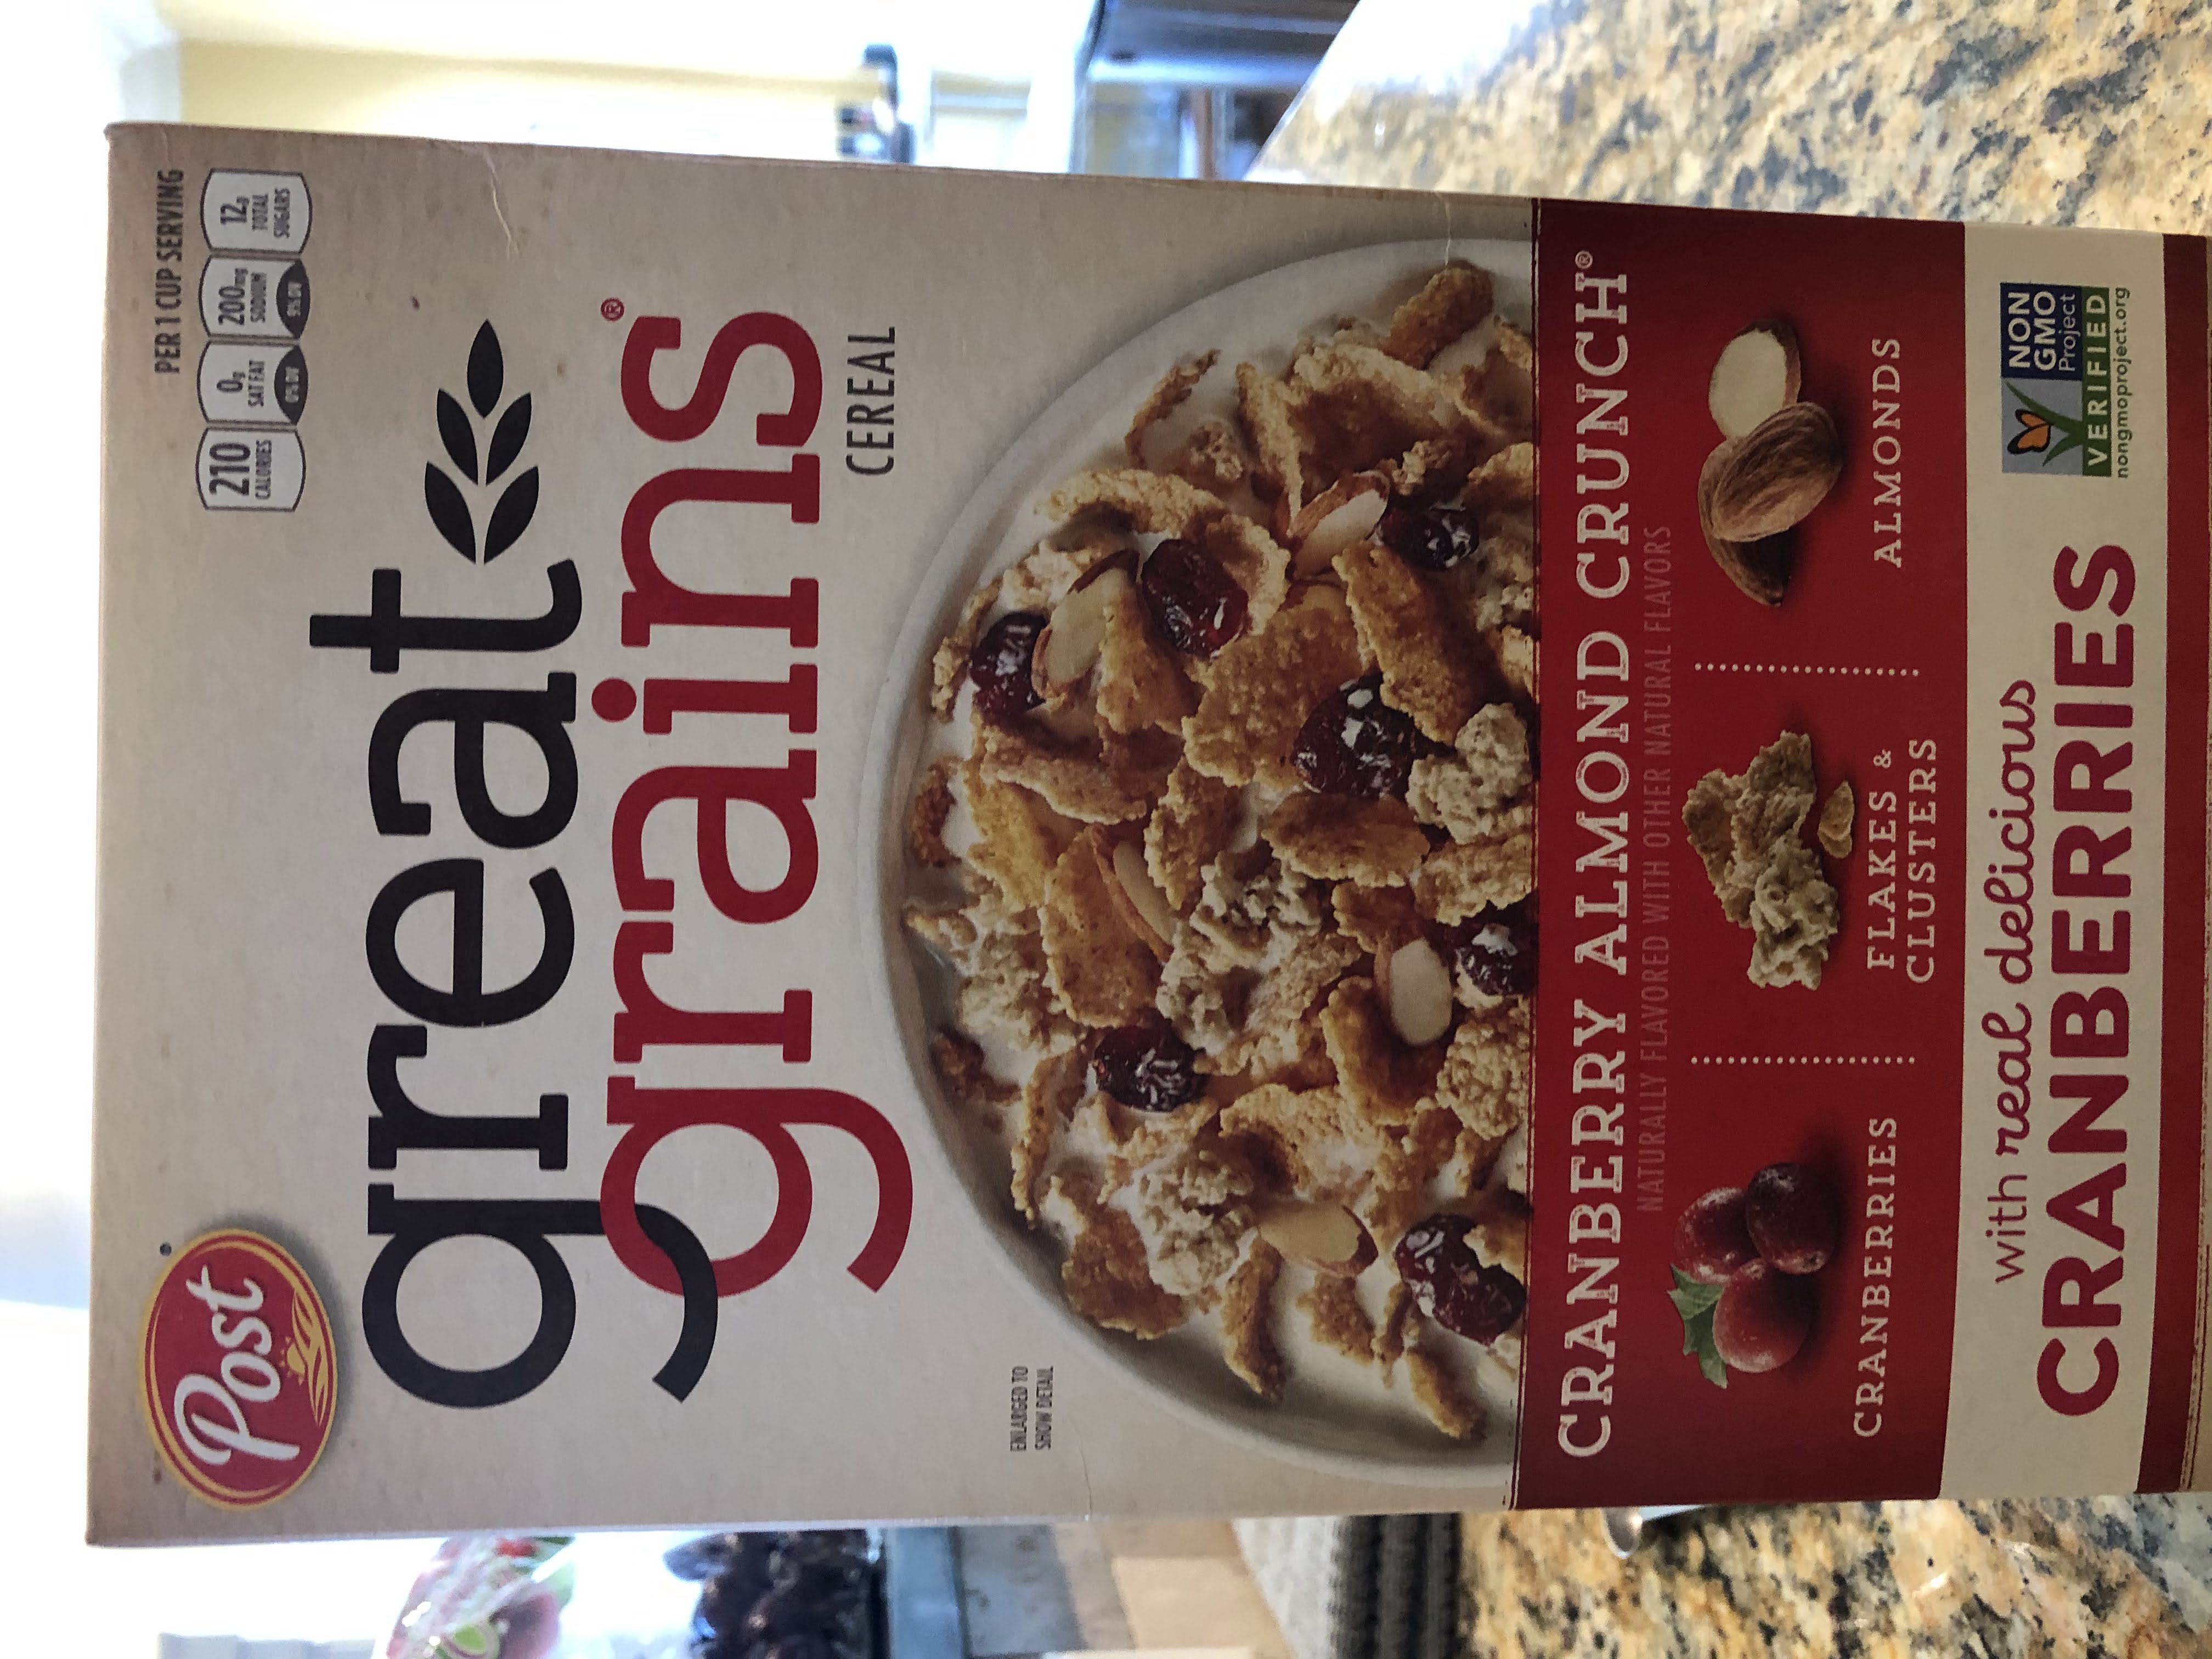 Post
PER 1 CUP SERVING
210 CALORIES
0g SAT FAT 0% DV
200mg SODIUM 9% DV
12g TOTAL SUGARS
great
grains®
CEREAL
ENLARGED TO
SHOW DETAIL
CRANBERRY ALMOND CRUNCH®
NATURALLY FLAVORED WITH OTHER NATURAL FLAVORS
CRANBERRIES
FLAKES &
CLUSTERS
ALMONDS
with real delicious
CRANBERRIES
NON
GMO
Project
VERIFIED
nongmoproject.org